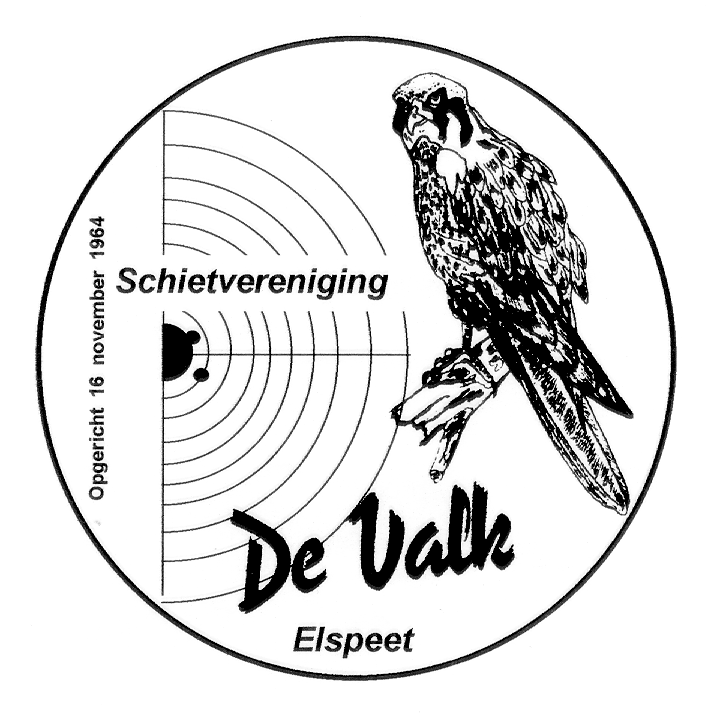 Opgericht 16 november 1964
Schietvereniging
De Valk
Elspeet